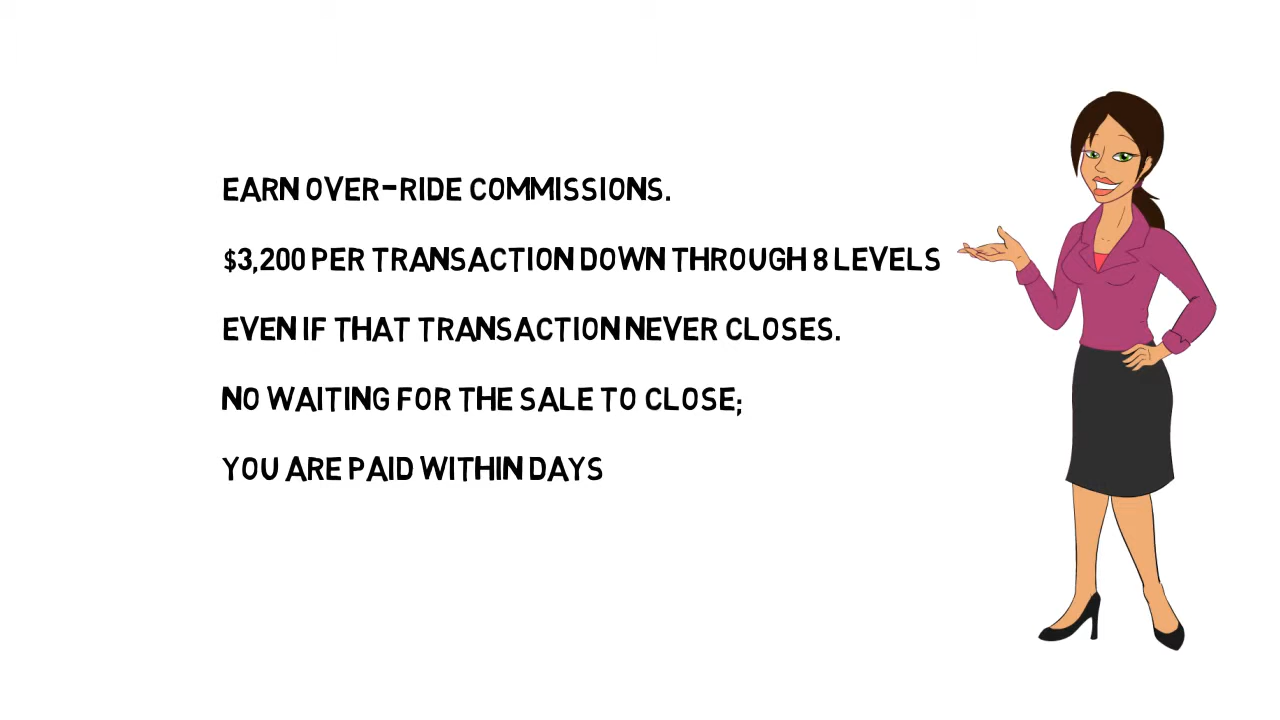 EARN OVER-RIDE COMMISSIONS.
$3,200 PER TRANSACTION DOWN THROUGH 8 LEVELS
EVEN IF THAT TRANSACTION NEVER CLOSES.
NO WAITING FOR THE SALE TO CLOSE;
YOU ARE PAID WITHIN DAYS